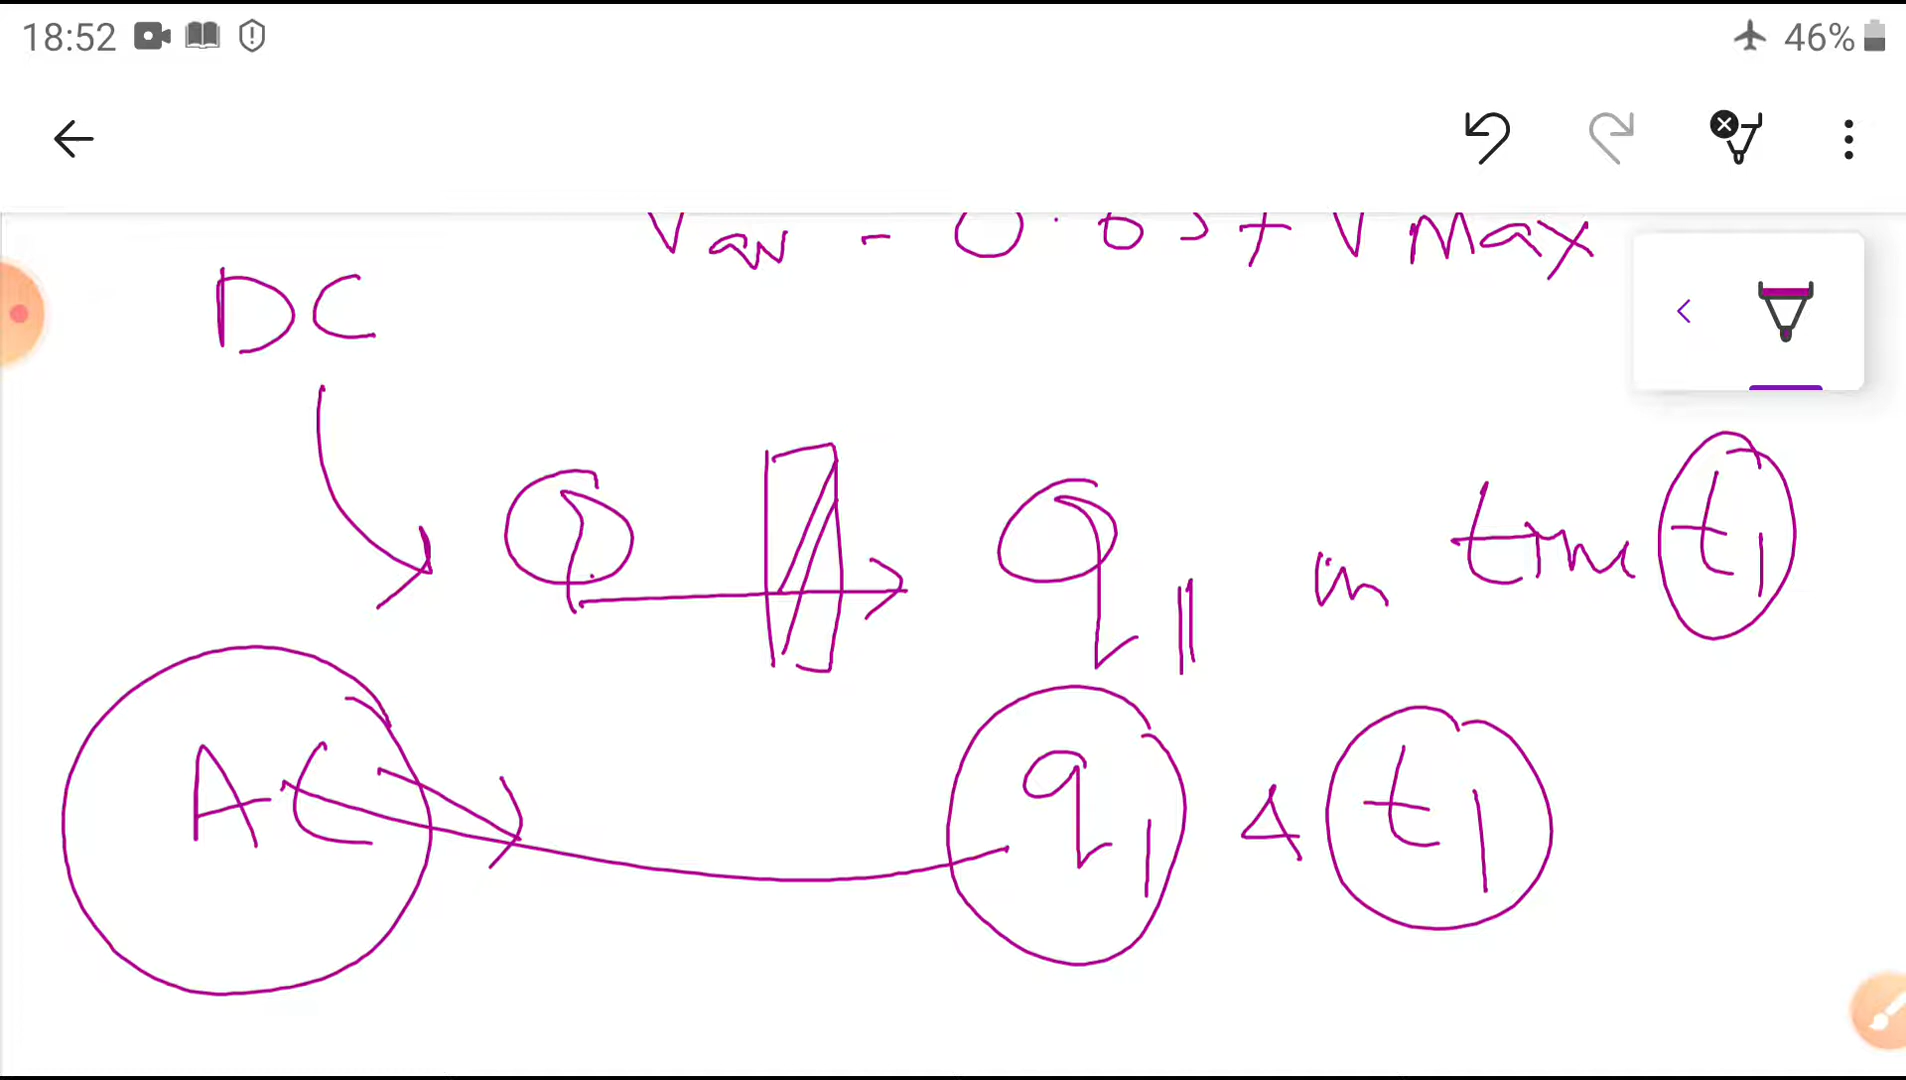 18:52 46%
Vav = 0.637 VMax
DC
q1 in time t1
AC q1 & t1